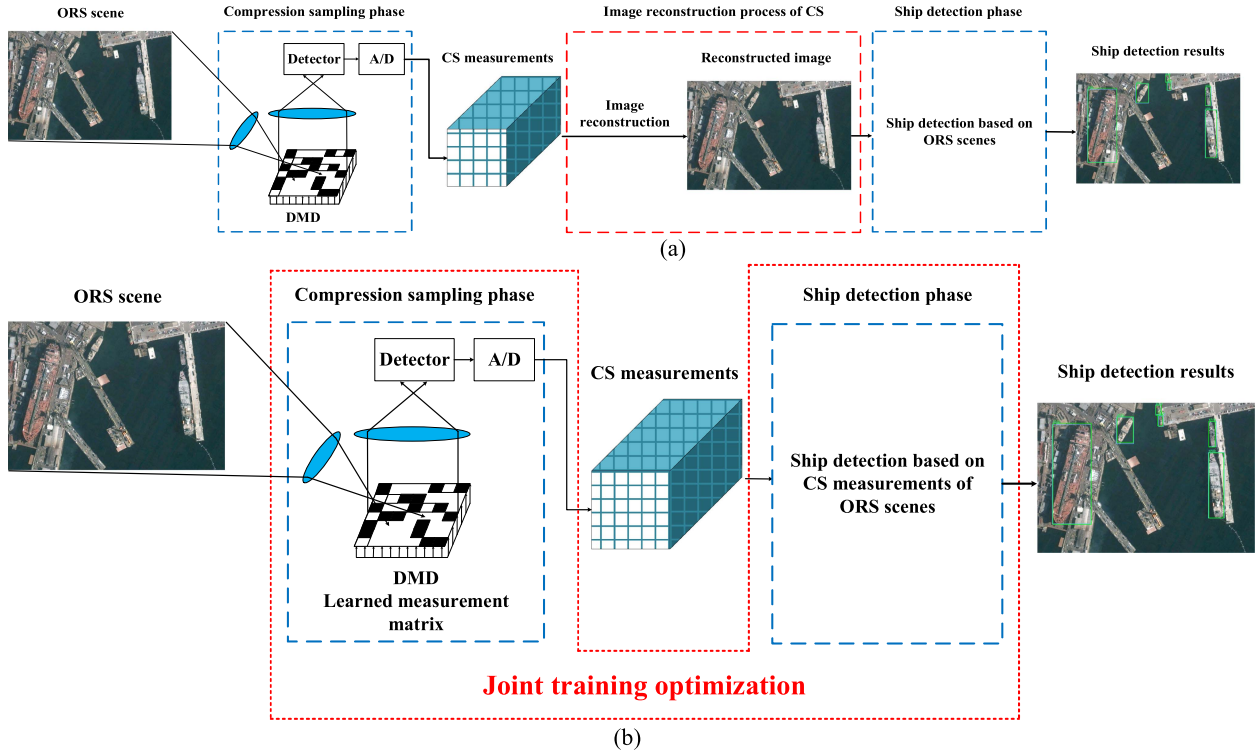 ORS scene
Compression sampling phase
Image reconstruction process of CS
Ship detection phase
Detector
A/D
CS measurements
Reconstructed image
Ship detection results
Image
reconstruction
Ship detection based on
ORS scenes
DMD
(a)
ORS scene
Compression sampling phase
Ship detection phase
Detector
A/D
CS measurements
Ship detection results
Ship detection based on
CS measurements of
ORS scenes
DMD
Learned measurement
matrix
Joint training optimization
(b)